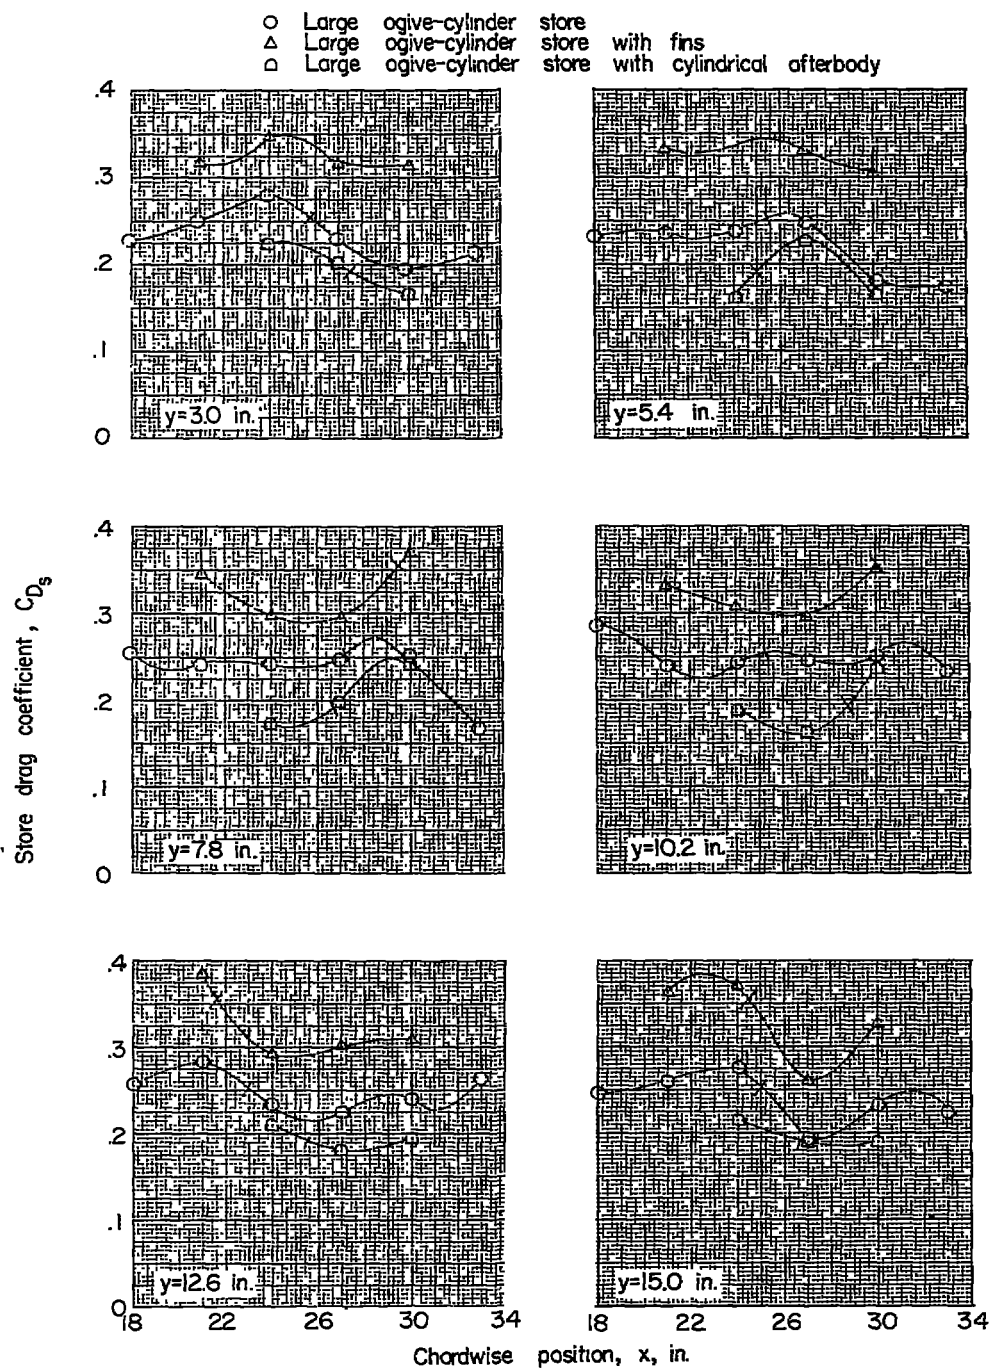 Large ogive-cylinder store
Large ogive-cylinder store with fins
Large ogive-cylinder store with cylindrical afterbody
.4
.3
.2
.1
0
y=3.0 in.
y=5.4 in.
Store drag coefficient, C_Ds
.4
.3
.2
.1
0
y=7.8 in.
y=10.2 in.
.4
.3
.2
.1
0
y=12.6 in.
y=15.0 in.
18 22 26 30 34
18 22 26 30 34
Chordwise position, x, in.